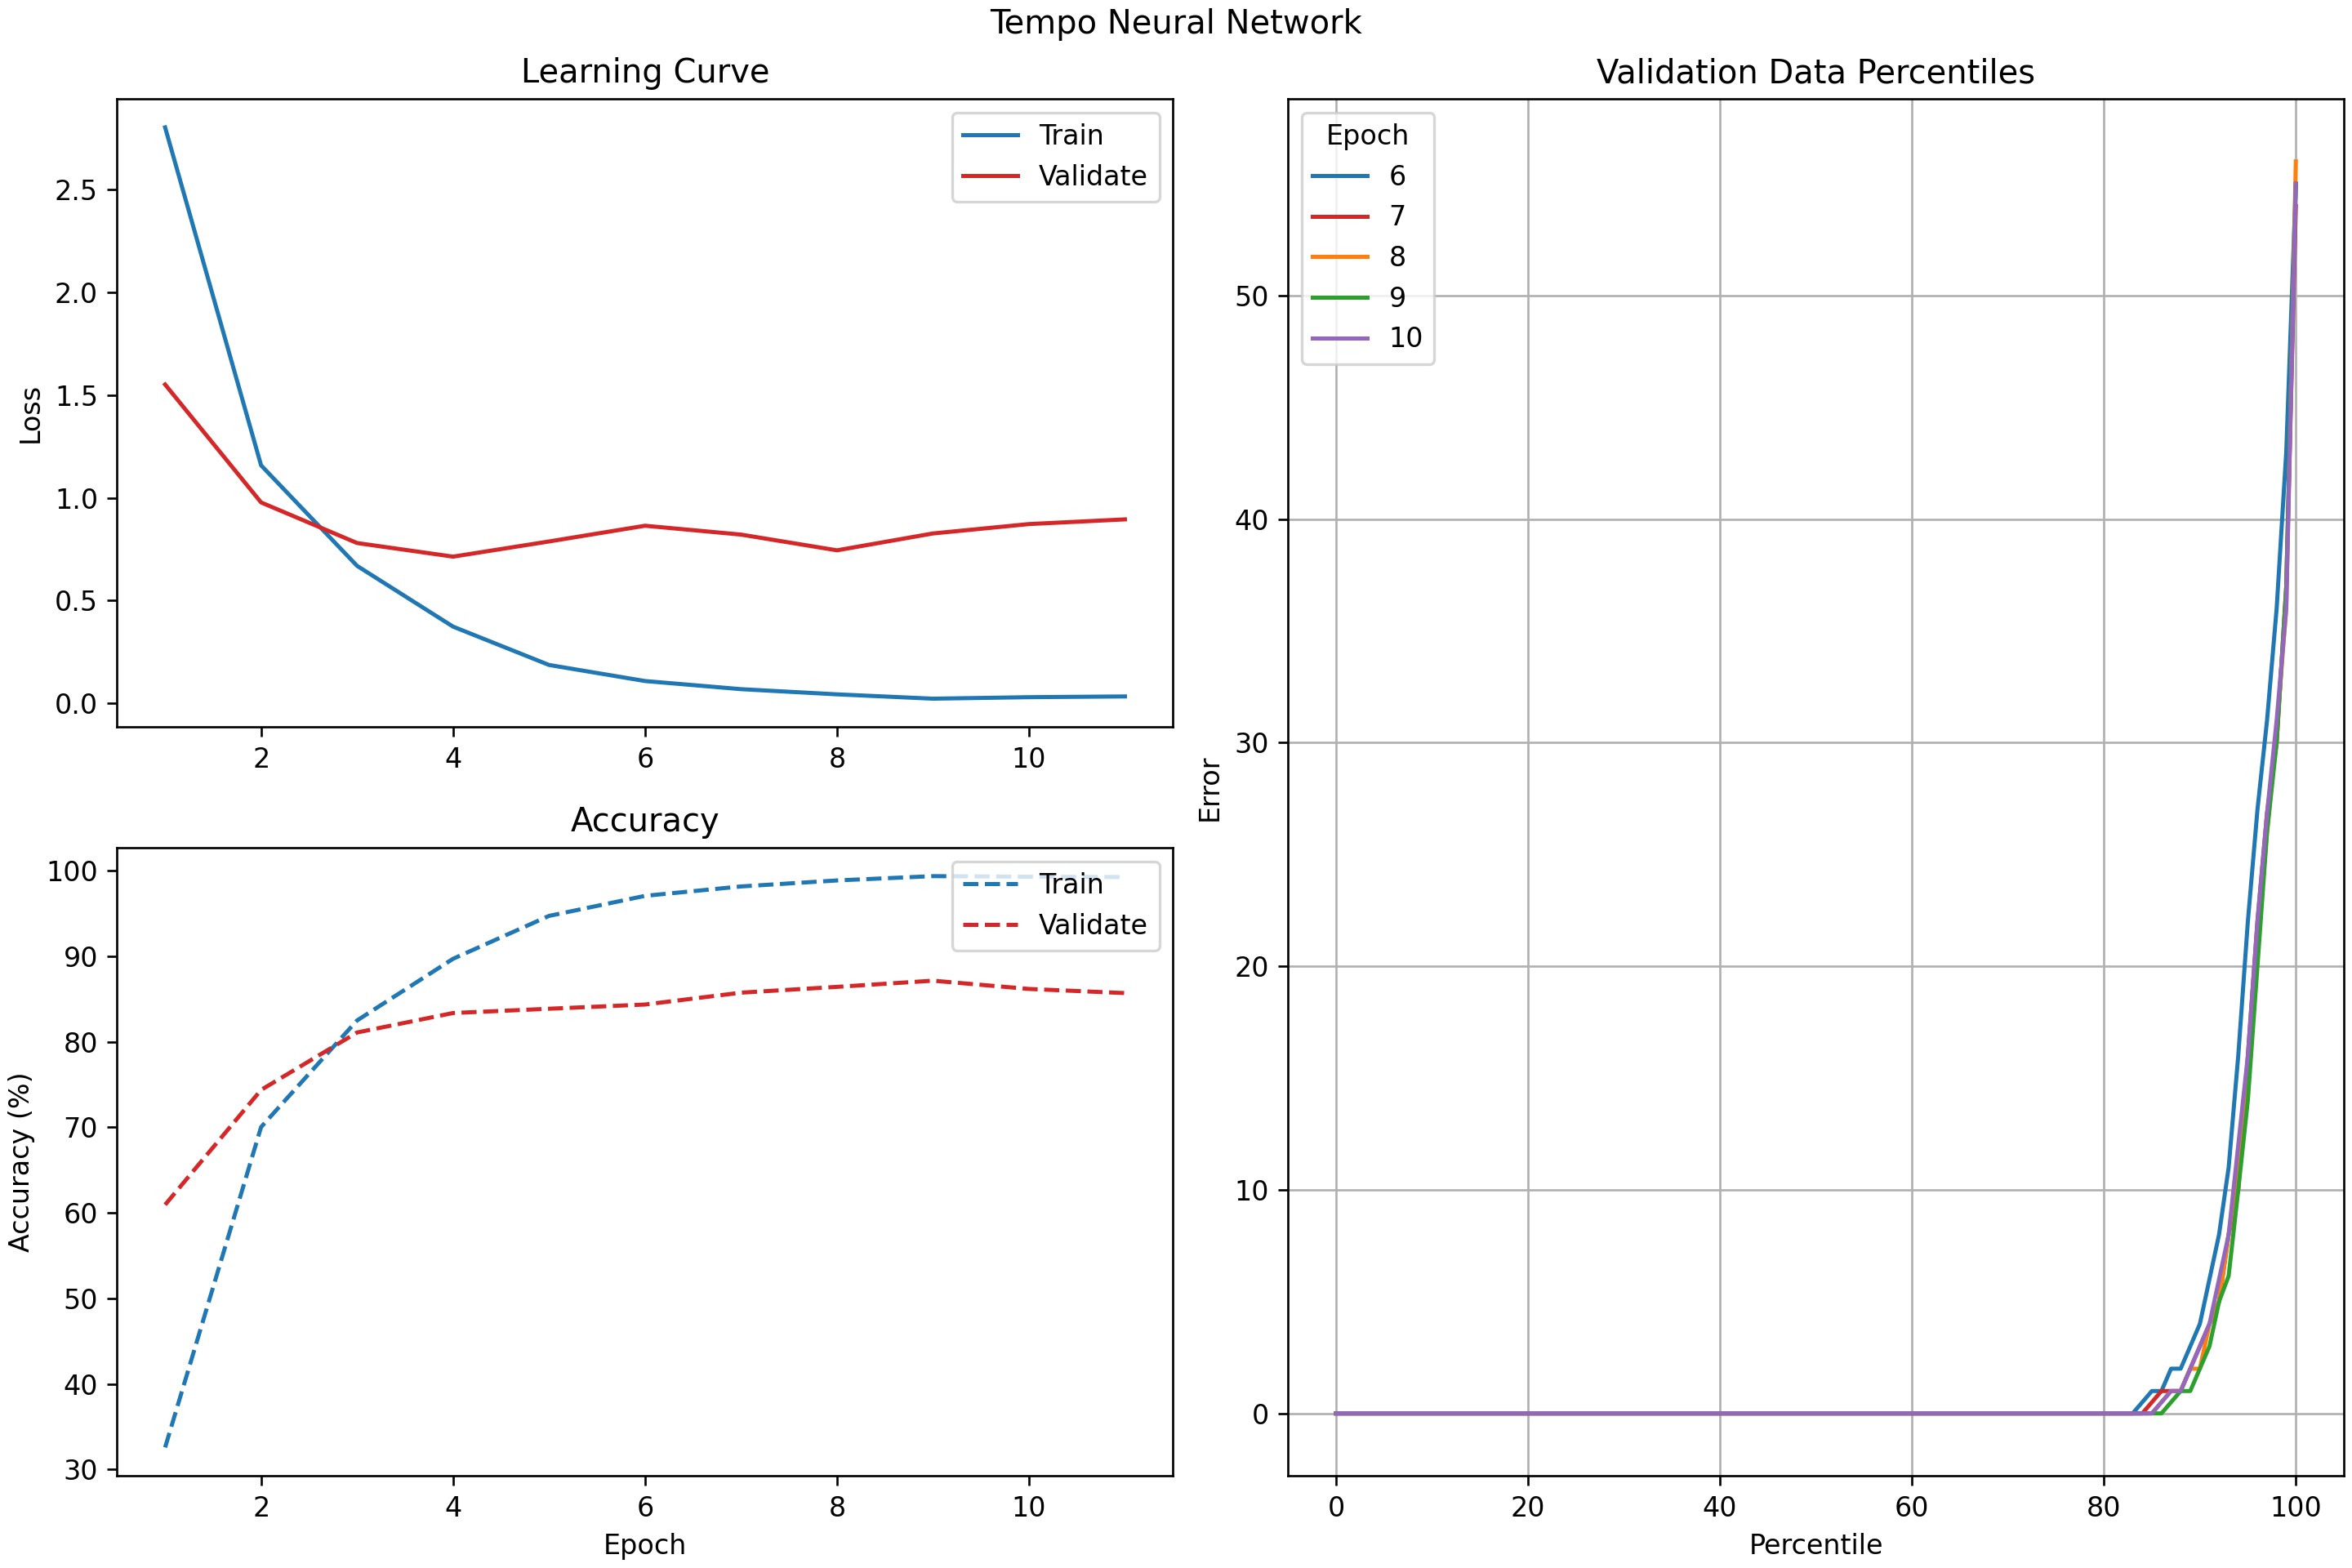 Tempo Neural Network
Learning Curve
Train
Validate
2.5
2.0
1.5
1.0
0.5
0.0
Loss
2 4 6 8 10
Accuracy
Train
Validate
100
90
80
70
60
50
40
30
Accuracy (%)
2 4 6 8 10
Epoch
Validation Data Percentiles
Epoch
6
7
8
9
10
50
40
30
20
10
0
Error
0 20 40 60 80 100
Percentile